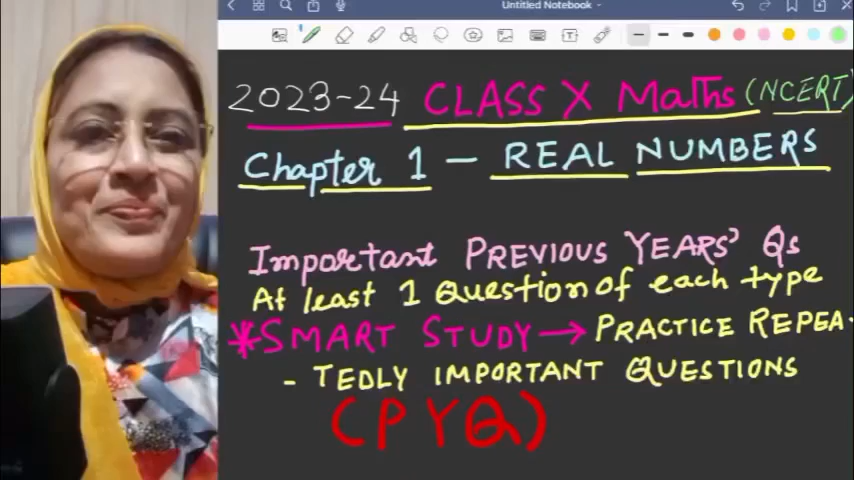 Untitled Notebook
2023-24 CLASS X Maths (NCERT)
Chapter 1 - REAL NUMBERS
Important PREVIOUS YEARS' Qs
At least 1 Question of each type
*SMART STUDY → PRACTICE REPEA-
- TEDLY IMPORTANT QUESTIONS
(PYQ)